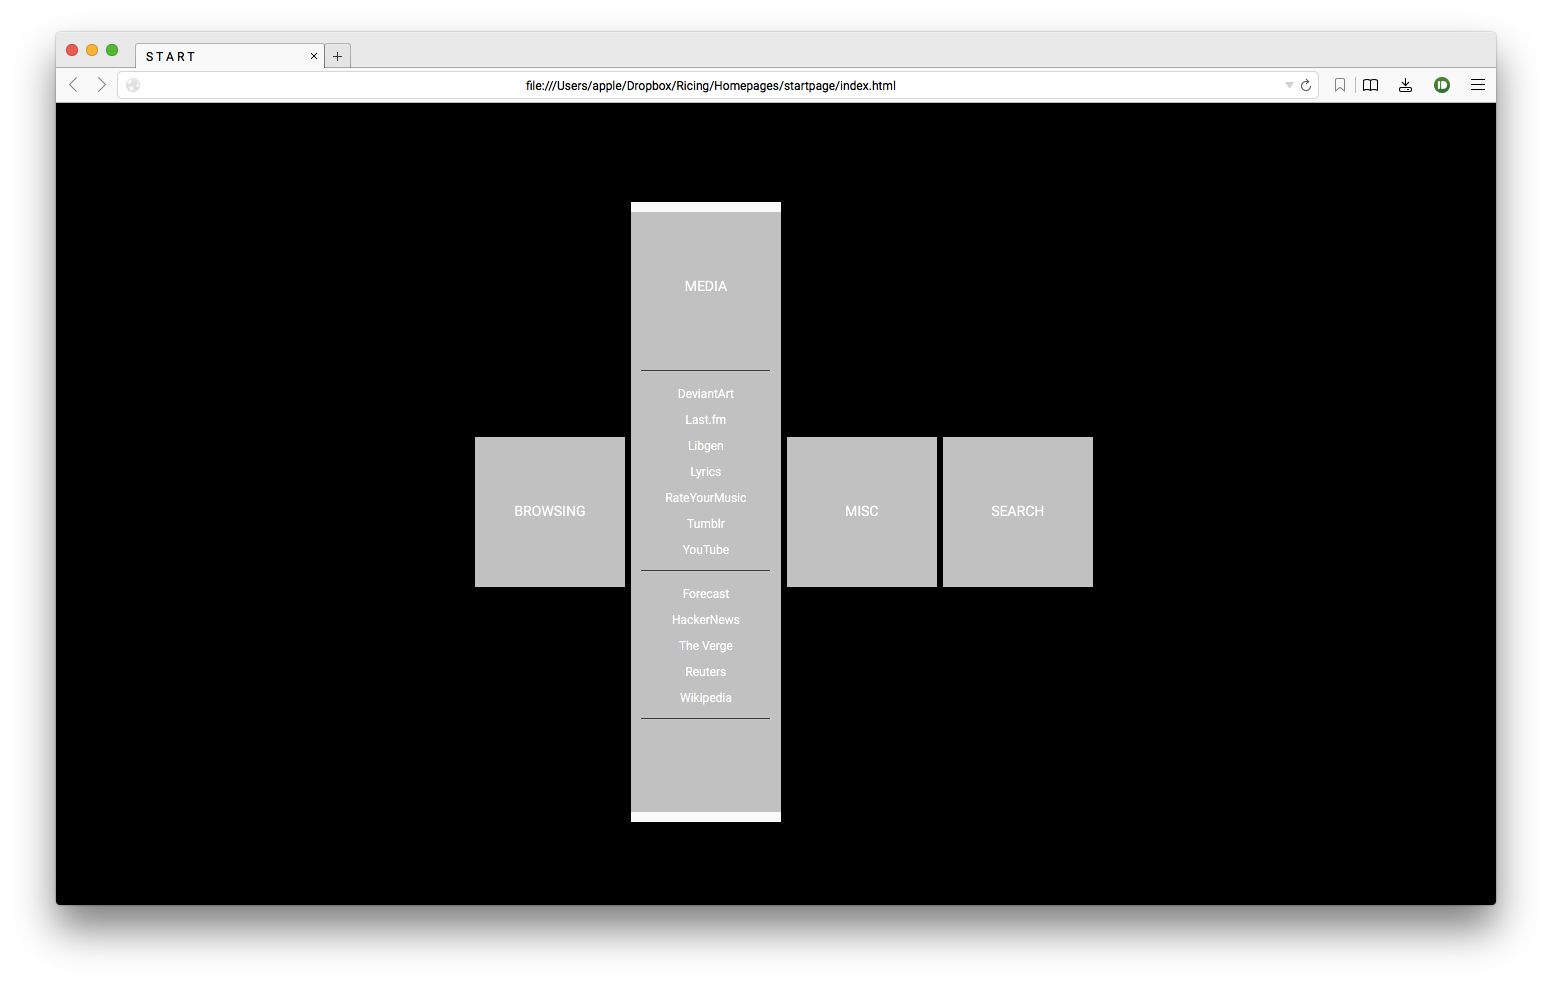 S T A R T
file:///Users/apple/Dropbox/Ricing/Homepages/startpage/index.html
MEDIA
DeviantArt
Last.fm
Libgen
Lyrics
RateYourMusic
Tumblr
YouTube
Forecast
HackerNews
The Verge
Reuters
Wikipedia
BROWSING
MISC
SEARCH